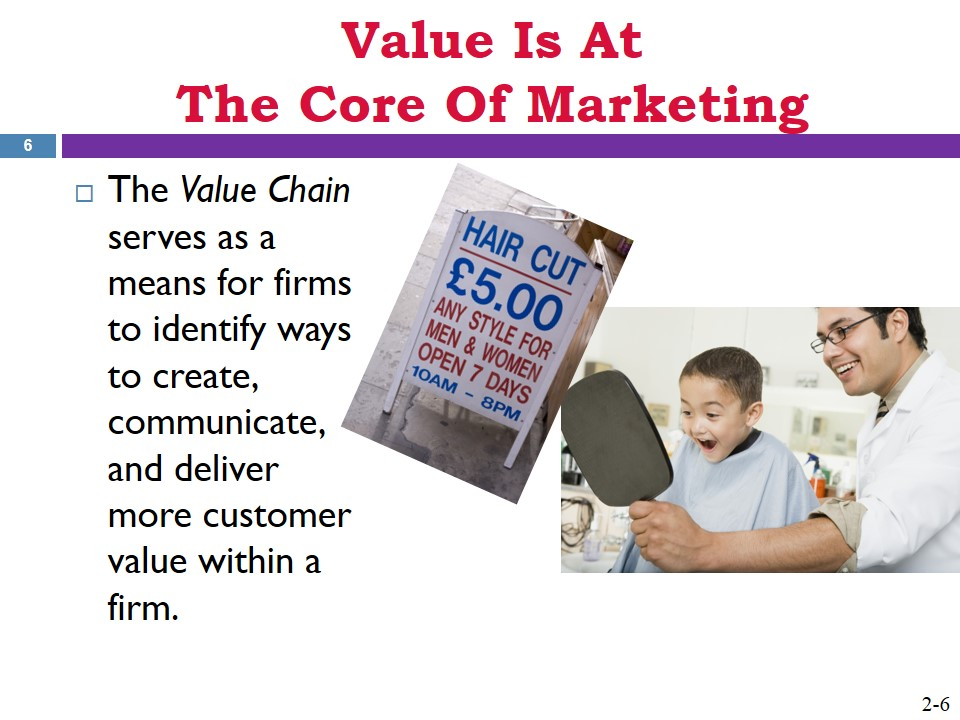 Value Is At
The Core Of Marketing
6
The Value Chain
serves as a
means for firms
to identify ways
to create,
communicate,
and deliver
more customer
value within a
firm.
HAIR CUT
£5.00
ANY STYLE FOR
MEN & WOMEN
OPEN 7 DAYS
10AM - 8PM.
2-6